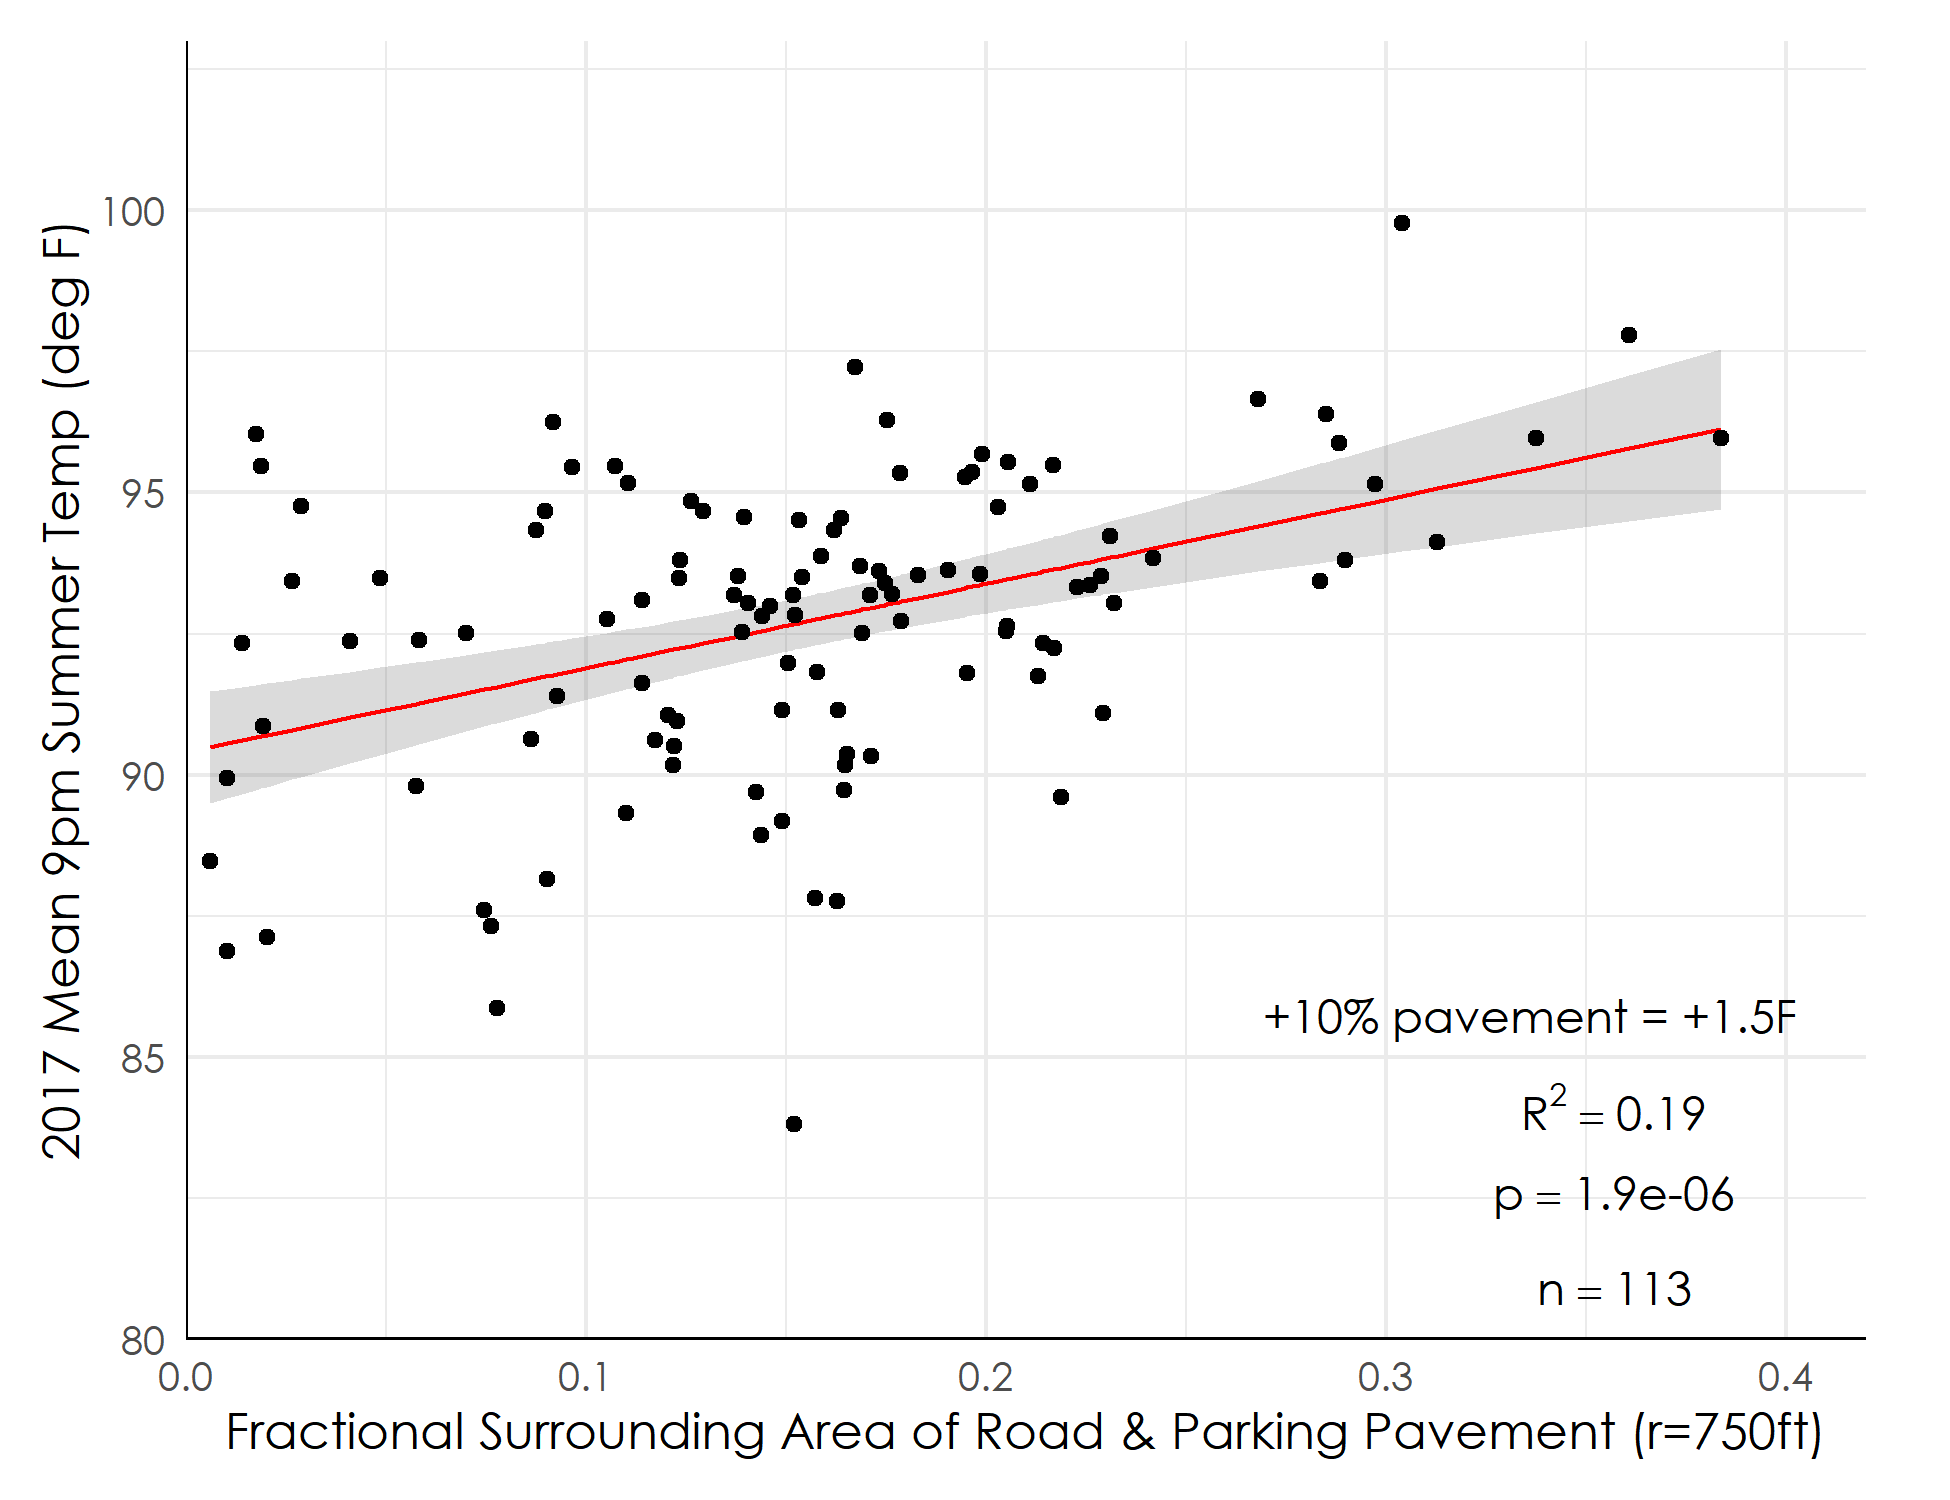 2017 Mean 9pm Summer Temp (deg F)
100
95
90
85
80
+10% pavement = +1.5F
R² = 0.19
p = 1.9e-06
n = 113
0.0 0.1 0.2 0.3 0.4
Fractional Surrounding Area of Road & Parking Pavement (r=750ft)